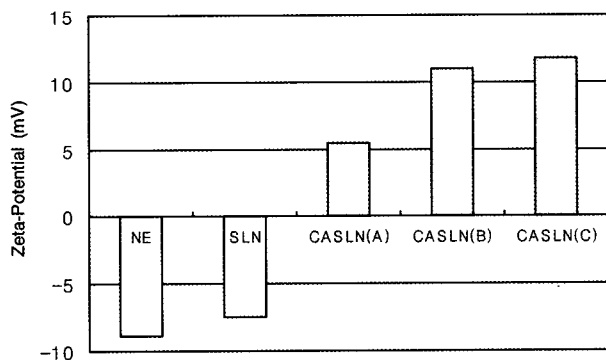 Zeta-Potential (mV)
15
10
5
0
−5
−10
NE
SLN
CASLN(A)
CASLN(B)
CASLN(C)